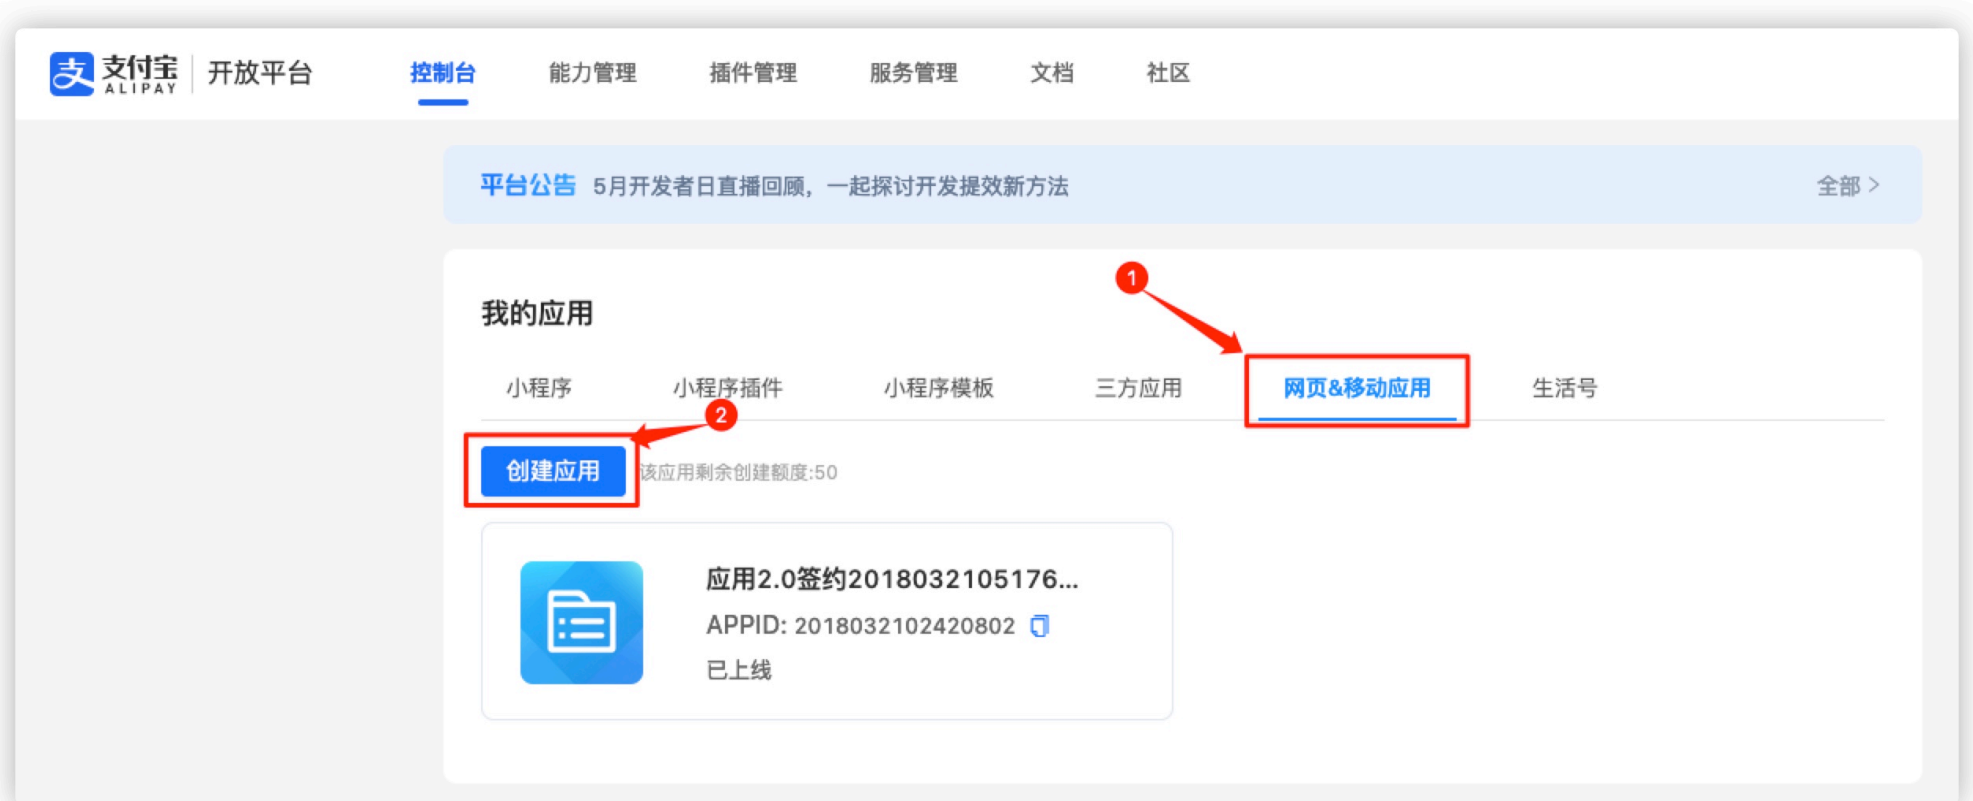 支 支付宝 ALIPAY 开放平台 控制台 能力管理 插件管理 服务管理 文档 社区
平台公告 5月开发者日直播回顾，一起探讨开发提效新方法 全部 >
1
我的应用
小程序 小程序插件 小程序模板 三方应用 网页&移动应用 生活号
2
创建应用 该应用剩余创建额度:50
应用2.0签约2018032105176...
APPID: 2018032102420802
已上线